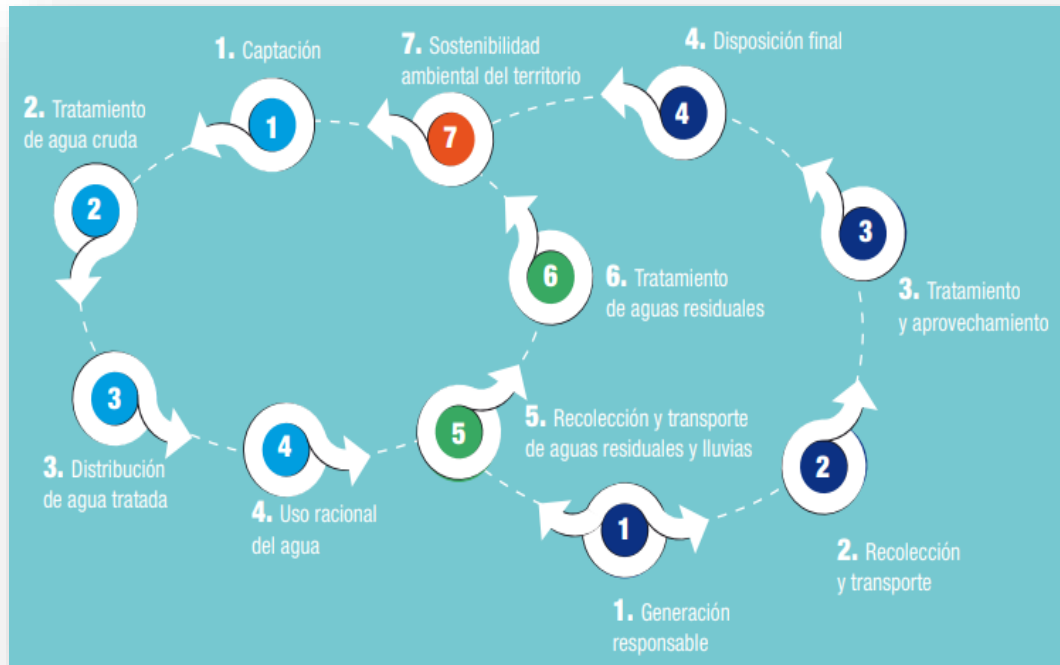 1. Captación
7. Sostenibilidad
ambiental del territorio
4. Disposición final
2. Tratamiento
de agua cruda
1
7
4
2
3
6
3. Tratamiento
y aprovechamiento
6. Tratamiento
de aguas residuales
3
4
5
2
5. Recolección y transporte
de aguas residuales y lluvias
3. Distribución
de agua tratada
4. Uso racional
del agua
1
2. Recolección
y transporte
1. Generación
responsable